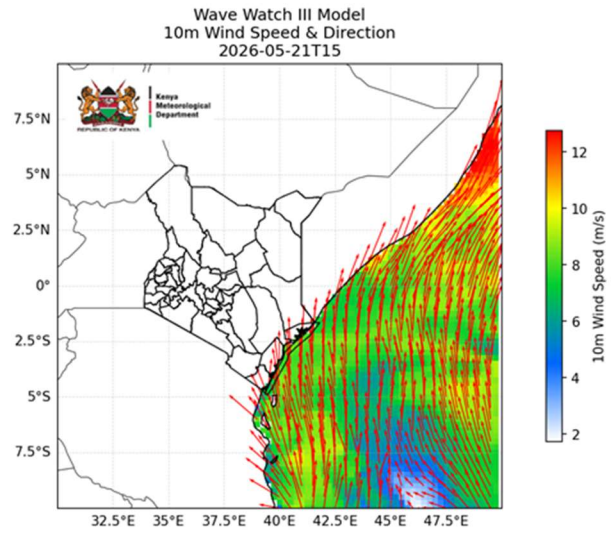 Wave Watch III Model
10m Wind Speed & Direction
2026-05-21T15
Kenya
Meteorological
Department
REPUBLIC OF KENYA
7.5°N
5°N
2.5°N
0°
2.5°S
5°S
7.5°S
32.5°E 35°E 37.5°E 40°E 42.5°E 45°E 47.5°E
12
10
8
6
4
2
10m Wind Speed (m/s)